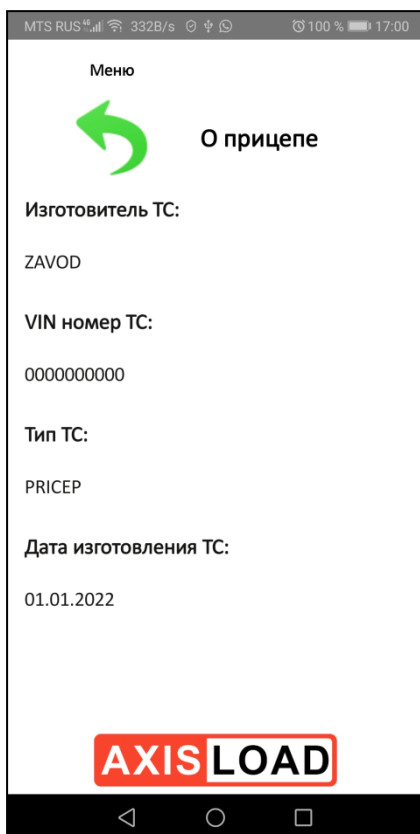 MTS RUS 332B/s 100 % 17:00
Меню
О прицепе
Изготовитель ТС:
ZAVOD
VIN номер ТС:
0000000000
Тип ТС:
PRICEP
Дата изготовления ТС:
01.01.2022
AXISLOAD